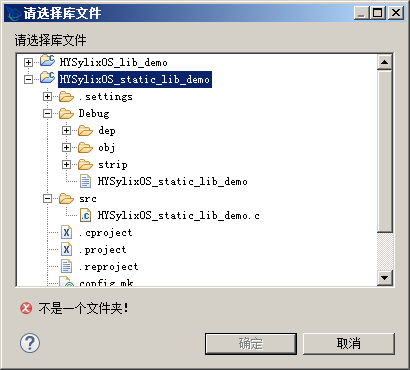 请选择库文件
请选择库文件
HYSylixOS_lib_demo
HYSylixOS_static_lib_demo
.settings
Debug
dep
obj
strip
HYSylixOS_static_lib_demo
src
HYSylixOS_static_lib_demo.c
.cproject
.project
.reproject
config.mk
不是一个文件夹!
确定
取消